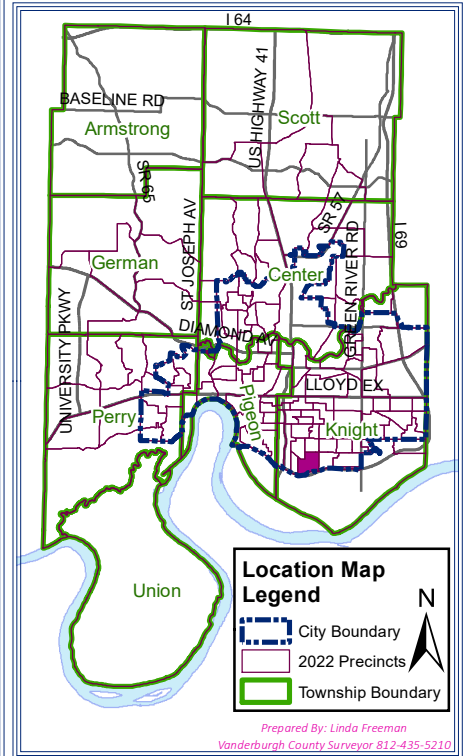 I 64
US HIGHWAY 41
BASELINE RD
Scott
Armstrong
SR 65
ST JOSEPH AV
SR 57
I 69
German
Center
GREEN RIVER RD
UNIVERSITY PKWY
DIAMOND AV
LLOYD EX
Pigeon
Perry
Knight
Union
Location Map
Legend
N
City Boundary
2022 Precincts
Township Boundary
Prepared By: Linda Freeman
Vanderburgh County Surveyor 812-435-5210